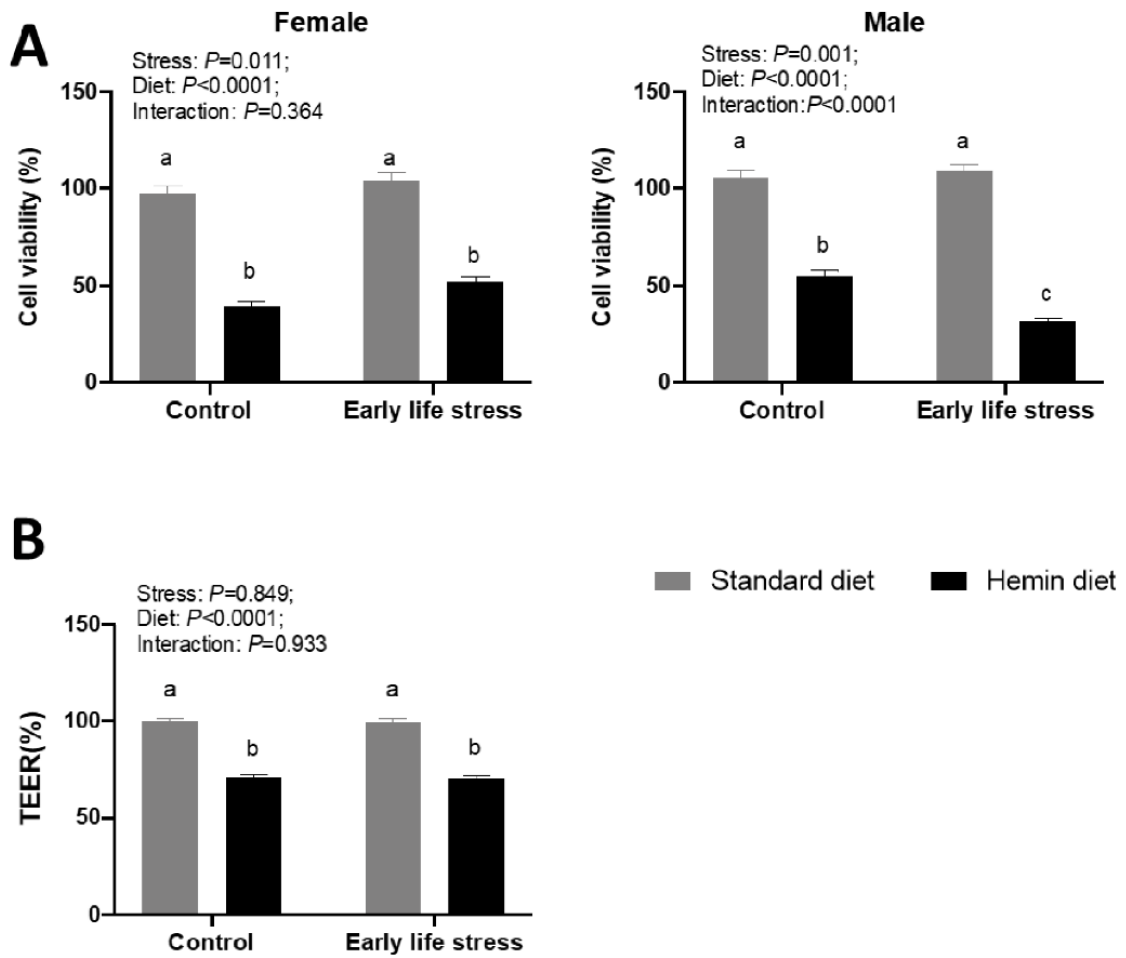 A
Female
Stress: P=0.011;
Diet: P<0.0001;
Interaction: P=0.364
Cell viability (%)
150
100
50
0
a
b
a
b
Control
Early life stress
Male
Stress: P=0.001;
Diet: P<0.0001;
Interaction:P<0.0001
Cell viability (%)
150
100
50
0
a
b
a
c
Control
Early life stress
B
Stress: P=0.849;
Diet: P<0.0001;
Interaction: P=0.933
TEER(%)
150
100
50
0
a
b
a
b
Control
Early life stress
Standard diet
Hemin diet